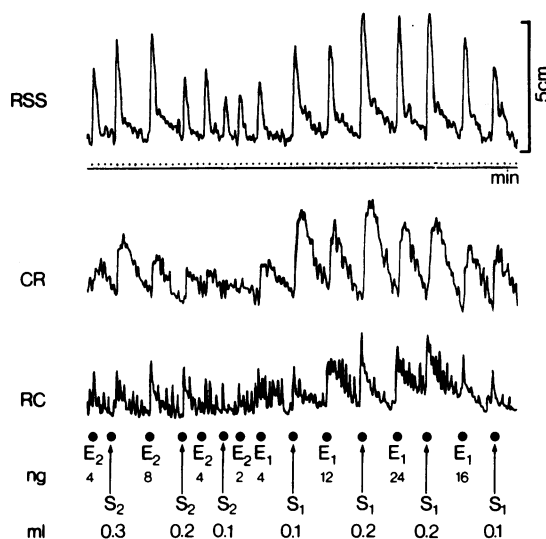 RSS
5cm
min
CR
RC
E₂ E₂ E₂ E₂ E₁ E₁ E₁ E₁
ng 4 8 4 2 4 12 24 16
S₂ S₂ S₂ S₁ S₁ S₁ S₁
ml 0.3 0.2 0.1 0.1 0.2 0.2 0.1